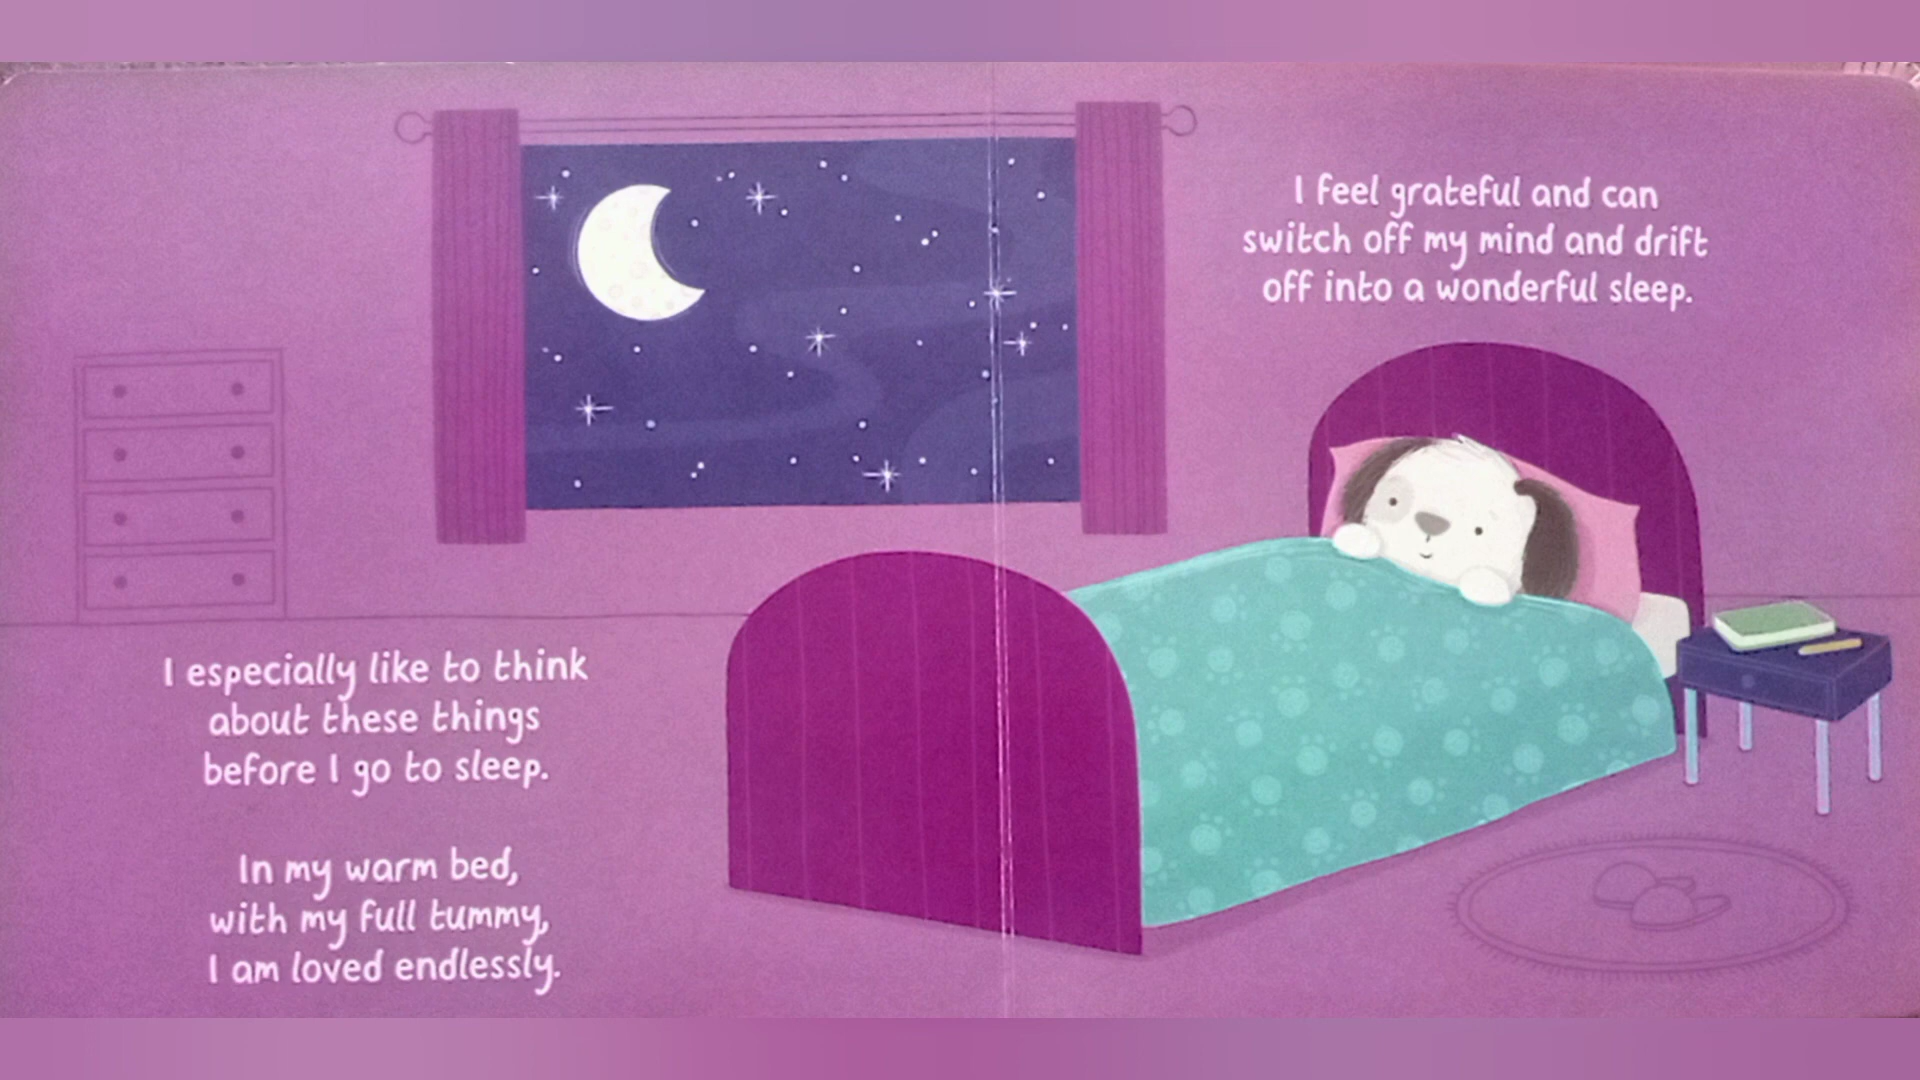 I especially like to think
about these things
before I go to sleep.
In my warm bed,
with my full tummy,
I am loved endlessly.
I feel grateful and can
switch off my mind and drift
off into a wonderful sleep.